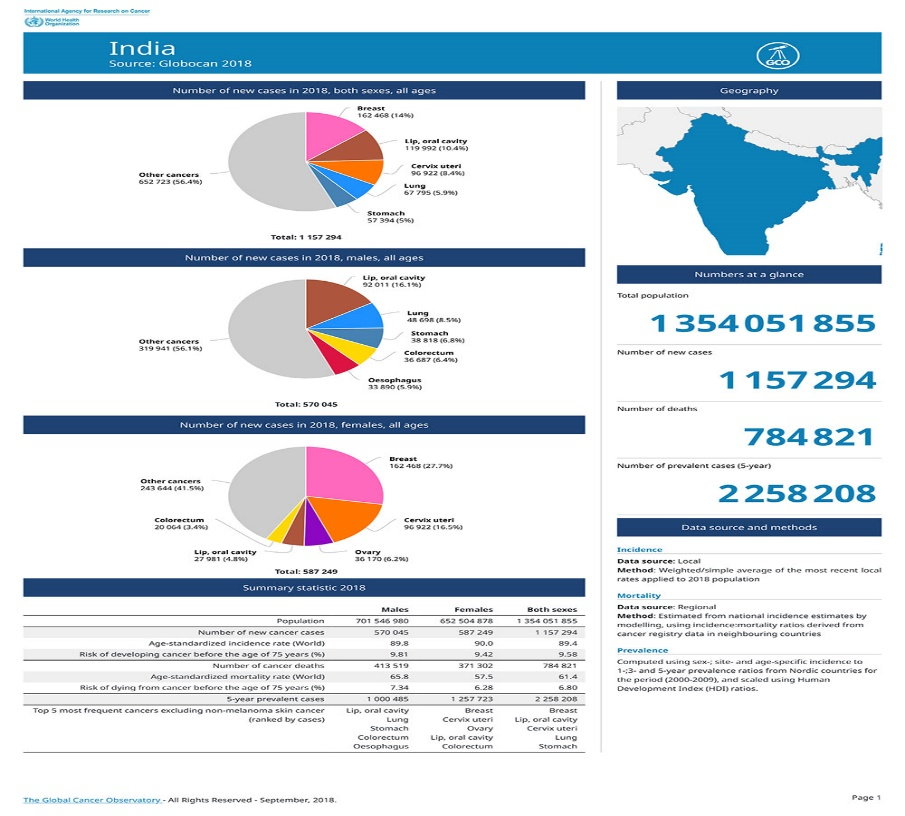 International Agency for Research on Cancer
World Health
Organization
India
Source: Globocan 2018
GCO
Number of new cases in 2018, both sexes, all ages
Breast
162 468 (14%)
Lip, oral cavity
119 992 (10.4%)
Cervix uteri
96 922 (8.4%)
Lung
67 795 (5.9%)
Stomach
57 394 (5%)
Other cancers
652 723 (56.4%)
Total: 1 157 294
Number of new cases in 2018, males, all ages
Lip, oral cavity
92 011 (16.1%)
Lung
48 698 (8.5%)
Stomach
38 818 (6.8%)
Colorectum
36 687 (6.4%)
Oesophagus
33 890 (5.9%)
Other cancers
319 941 (56.1%)
Total: 570 045
Number of new cases in 2018, females, all ages
Breast
162 468 (27.7%)
Cervix uteri
96 922 (16.5%)
Ovary
36 170 (6.2%)
Lip, oral cavity
27 981 (4.8%)
Colorectum
20 064 (3.4%)
Other cancers
243 644 (41.5%)
Total: 587 249
Summary statistic 2018
Males Females Both sexes
Population 701 546 980 652 504 878 1 354 051 855
Number of new cancer cases 570 045 587 249 1 157 294
Age-standardized incidence rate (World) 89.8 90.0 89.4
Risk of developing cancer before the age of 75 years (%) 9.81 9.42 9.58
Number of cancer deaths 413 519 371 302 784 821
Age-standardized mortality rate (World) 65.8 57.5 61.4
Risk of dying from cancer before the age of 75 years (%) 7.34 6.28 6.80
5-year prevalent cases 1 000 485 1 257 723 2 258 208
Top 5 most frequent cancers excluding non-melanoma skin cancer Lip, oral cavity Breast Breast
(ranked by cases) Lung Cervix uteri Lip, oral cavity
Stomach Ovary Cervix uteri
Colorectum Lip, oral cavity Lung
Oesophagus Colorectum Stomach
Geography
Numbers at a glance
Total population
1 354 051 855
Number of new cases
1 157 294
Number of deaths
784 821
Number of prevalent cases (5-year)
2 258 208
Data source and methods
Incidence
Data source: Local
Method: Weighted/simple average of the most recent local
rates applied to 2018 population
Mortality
Data source: Regional
Method: Estimated from national incidence estimates by
modelling, using incidence:mortality ratios derived from
cancer registry data in neighbouring countries
Prevalence
Computed using sex-; site- and age-specific incidence to
1-;3- and 5-year prevalence ratios from Nordic countries for
the period (2000-2009), and scaled using Human
Development Index (HDI) ratios.
The Global Cancer Observatory - All Rights Reserved - September, 2018.
Page 1